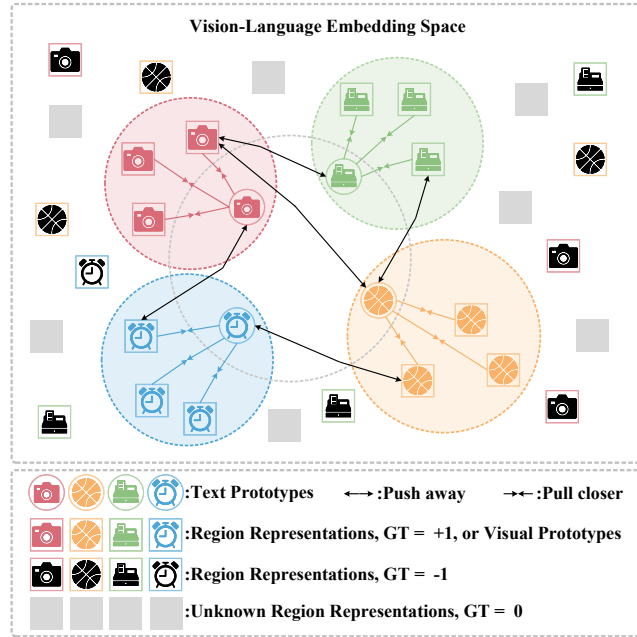 Vision-Language Embedding Space
:Text Prototypes
:Push away
:Pull closer
:Region Representations, GT = +1, or Visual Prototypes
:Region Representations, GT = -1
:Unknown Region Representations, GT = 0